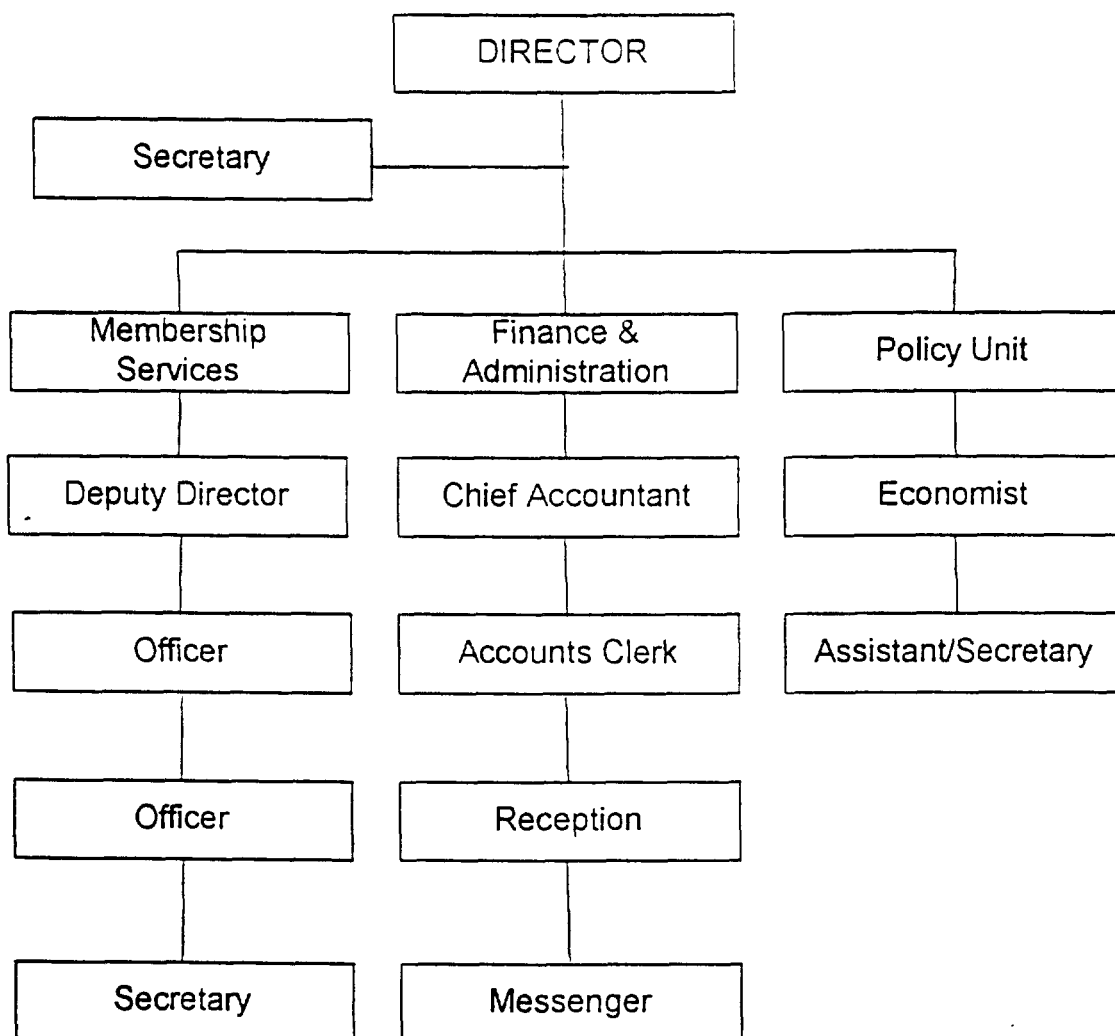 DIRECTOR
Secretary
Membership
Services
Finance &
Administration
Policy Unit
Deputy Director
Chief Accountant
Economist
Officer
Accounts Clerk
Assistant/Secretary
Officer
Reception
Secretary
Messenger